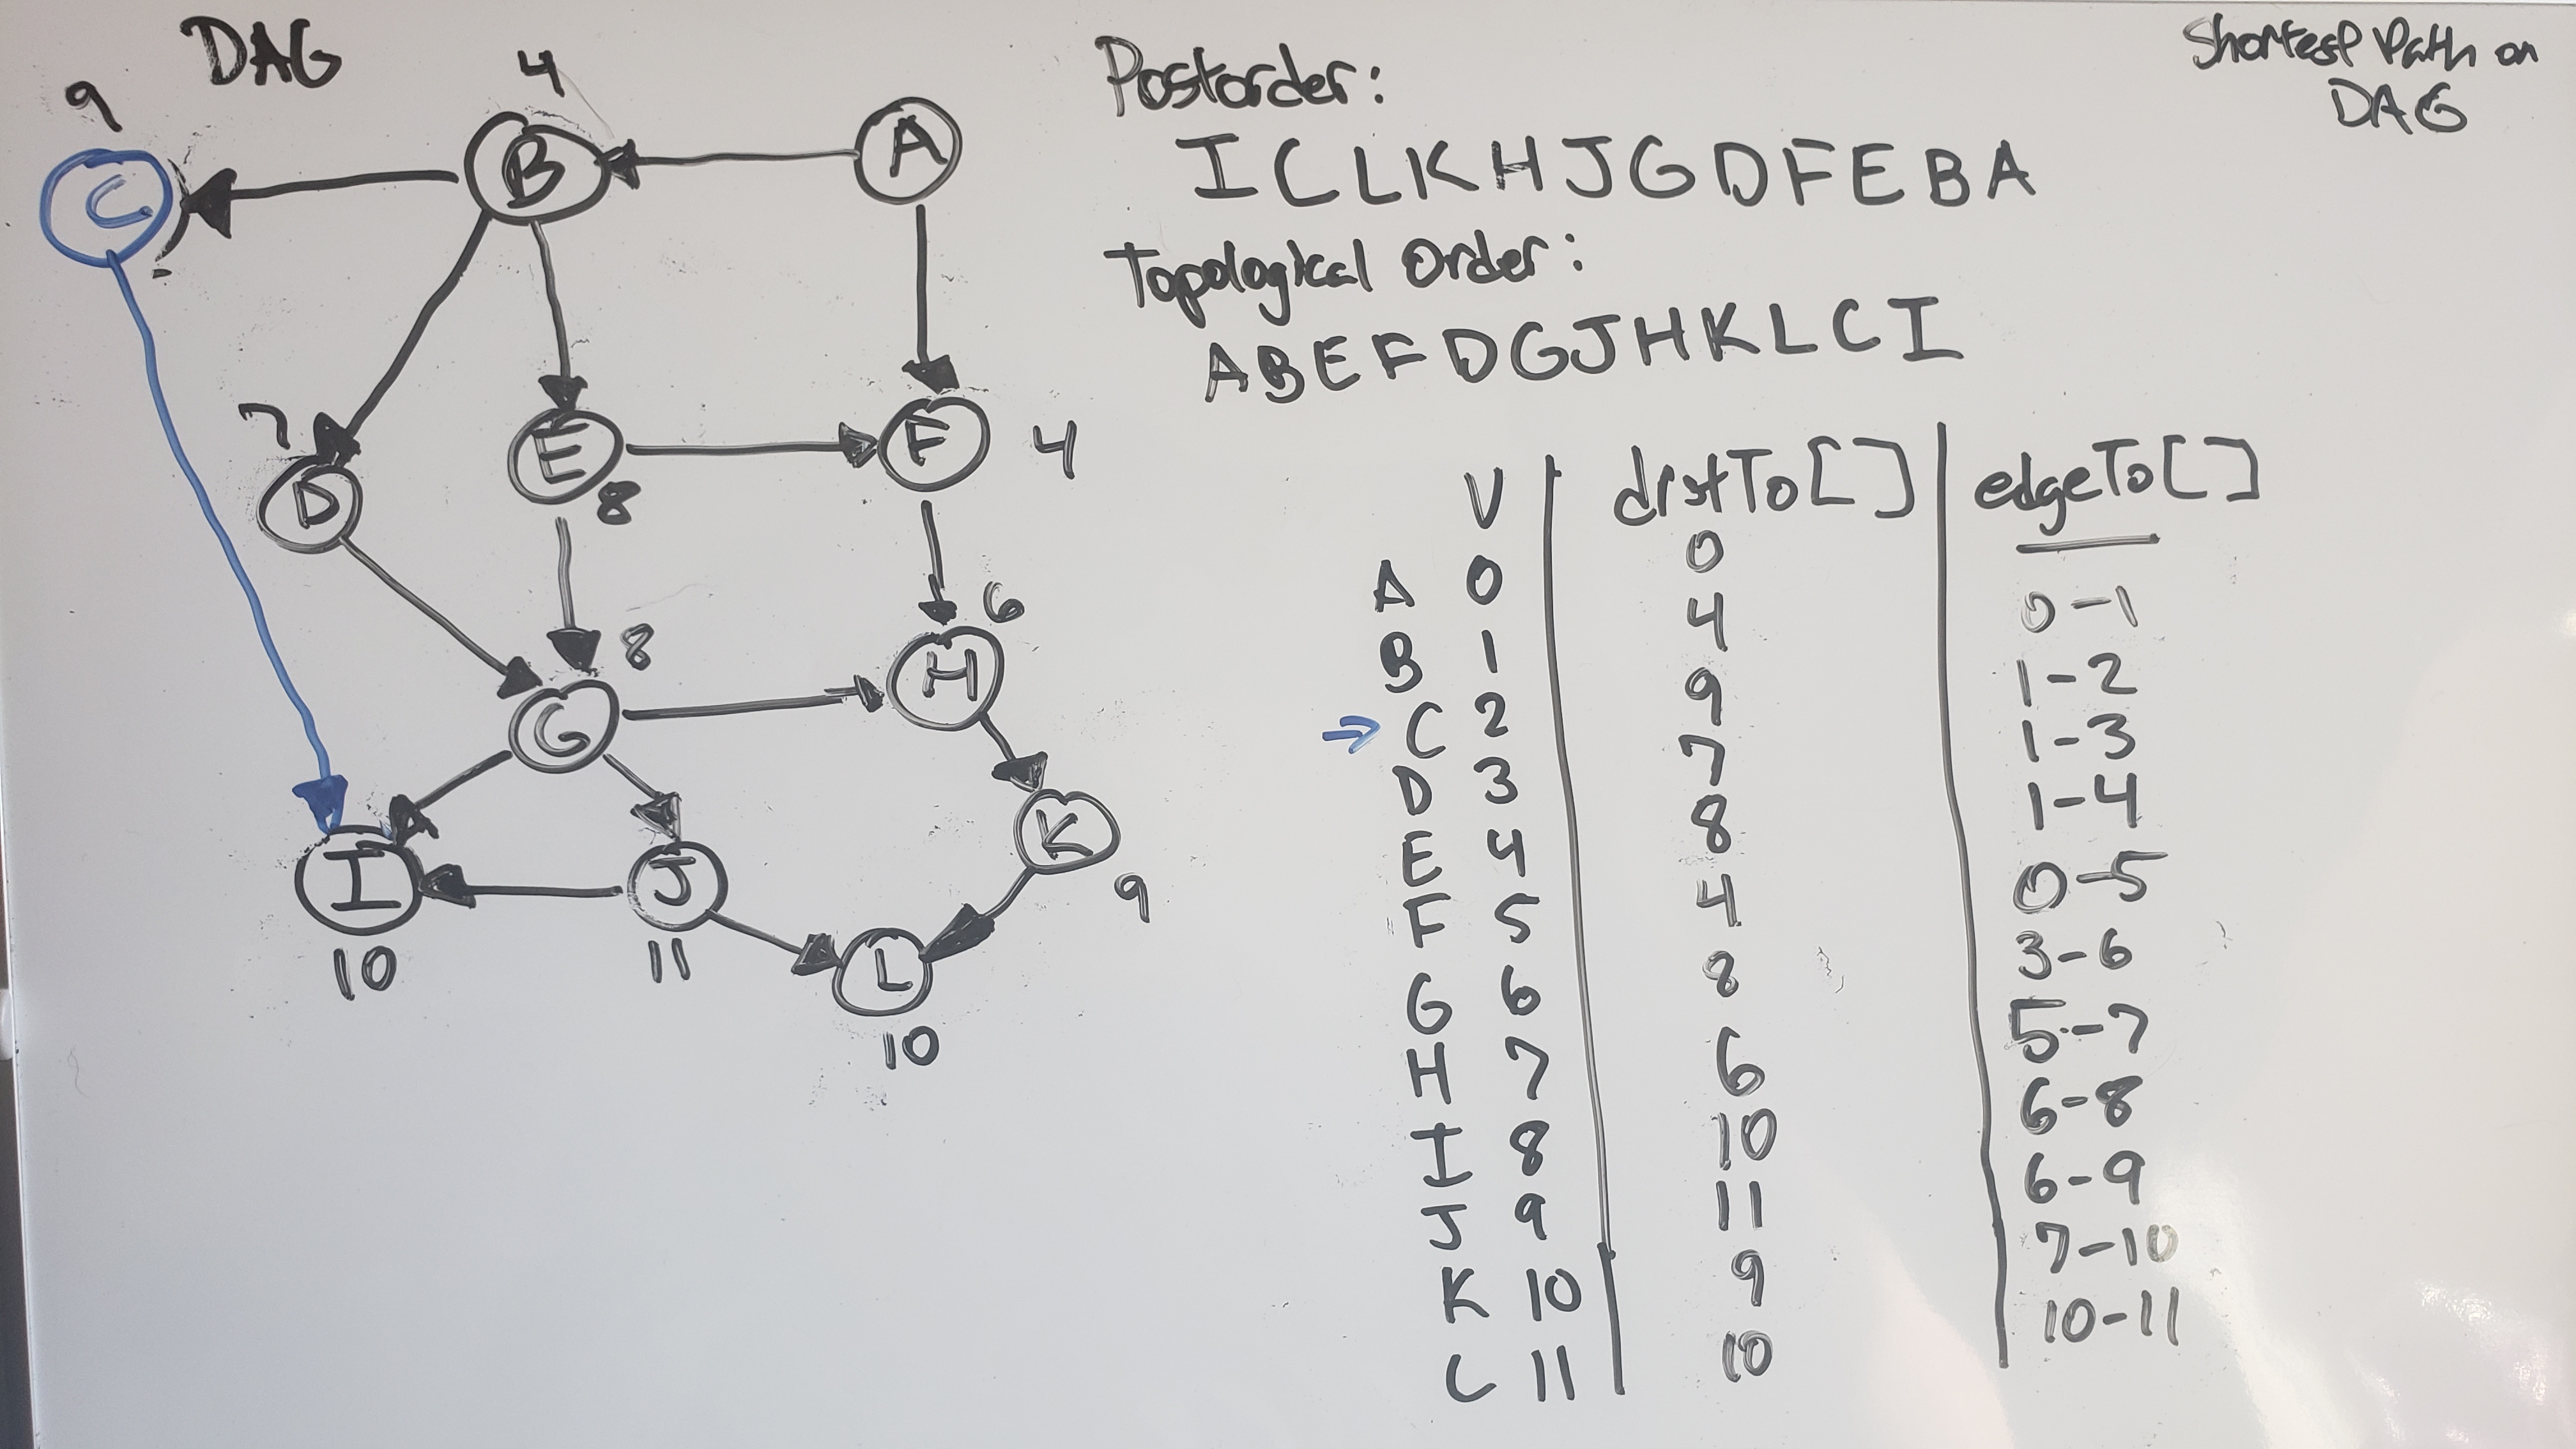 DAG
Shortest Path on
DAG
9
4
C
B
A
7
D
E
8
F
4
6
8
G
H
I
J
K
9
10
11
L
10
Postorder:
ICLKHJGDFEBA
Topological Order:
ABEFDGJHKLCI
V distTo[] edgeTo[]
A 0 0 —
B 1 4 0-1
→ C 2 9 1-2
D 3 7 1-3
E 4 8 1-4
F 5 4 0-5
G 6 8 3-6
H 7 6 5-7
I 8 10 6-8
J 9 11 6-9
K 10 9 7-10
L 11 10 10-11